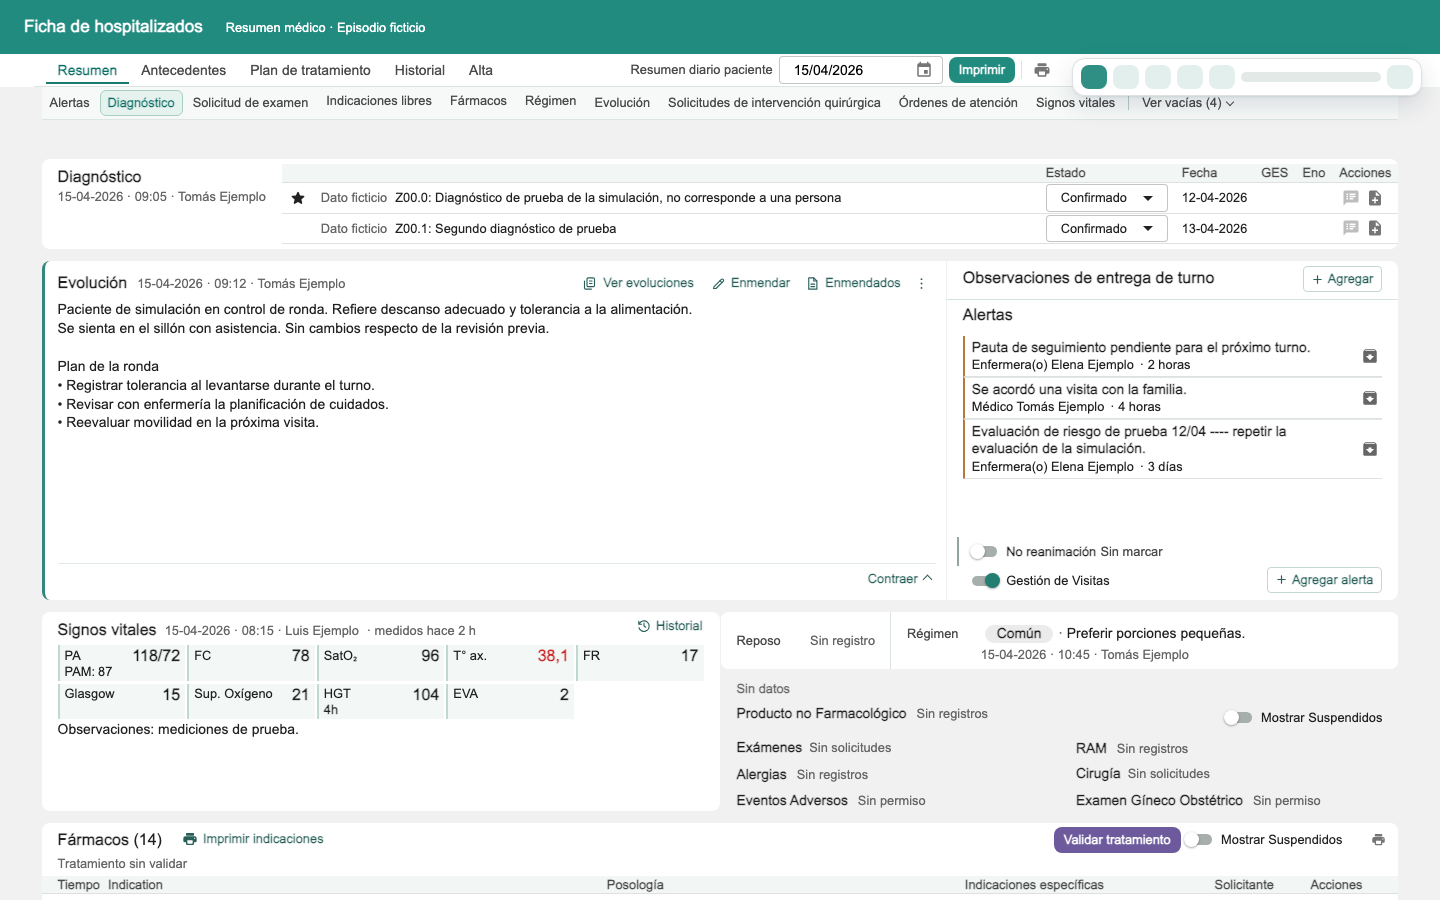 Ficha de hospitalizados
Resumen médico · Episodio ficticio
Resumen
Antecedentes
Plan de tratamiento
Historial
Alta
Resumen diario paciente
15/04/2026
Imprimir
Alertas
Diagnóstico
Solicitud de examen
Indicaciones libres
Fármacos
Régimen
Evolución
Solicitudes de intervención quirúrgica
Órdenes de atención
Signos vitales
Ver vacías (4)
Diagnóstico
15-04-2026 · 09:05 · Tomás Ejemplo
Estado
Fecha
GES
Eno
Acciones
Dato ficticio Z00.0: Diagnóstico de prueba de la simulación, no corresponde a una persona
Confirmado
12-04-2026
Dato ficticio Z00.1: Segundo diagnóstico de prueba
Confirmado
13-04-2026
Evolución 15-04-2026 · 09:12 · Tomás Ejemplo
Ver evoluciones
Enmendar
Enmendados
Paciente de simulación en control de ronda. Refiere descanso adecuado y tolerancia a la alimentación.
Se sienta en el sillón con asistencia. Sin cambios respecto de la revisión previa.
Plan de la ronda
• Registrar tolerancia al levantarse durante el turno.
• Revisar con enfermería la planificación de cuidados.
• Reevaluar movilidad en la próxima visita.
Contraer
Observaciones de entrega de turno
+ Agregar
Alertas
Pauta de seguimiento pendiente para el próximo turno.
Enfermera(o) Elena Ejemplo · 2 horas
Se acordó una visita con la familia.
Médico Tomás Ejemplo · 4 horas
Evaluación de riesgo de prueba 12/04 ---- repetir la
evaluación de la simulación.
Enfermera(o) Elena Ejemplo · 3 días
No reanimación Sin marcar
Gestión de Visitas
+ Agregar alerta
Signos vitales 15-04-2026 · 08:15 · Luis Ejemplo · medidos hace 2 h
Historial
PA 118/72
PAM: 87
FC 78
SatO₂ 96
T° ax. 38,1
FR 17
Glasgow 15
Sup. Oxígeno 21
HGT 104
4h
EVA 2
Observaciones: mediciones de prueba.
Reposo
Sin registro
Régimen
Común · Preferir porciones pequeñas.
15-04-2026 · 10:45 · Tomás Ejemplo
Sin datos
Producto no Farmacológico Sin registros
Mostrar Suspendidos
Exámenes Sin solicitudes
RAM Sin registros
Alergias Sin registros
Cirugía Sin solicitudes
Eventos Adversos Sin permiso
Examen Gíneco Obstétrico Sin permiso
Fármacos (14)
Imprimir indicaciones
Validar tratamiento
Mostrar Suspendidos
Tratamiento sin validar
Tiempo
Indication
Posología
Indicaciones específicas
Solicitante
Acciones